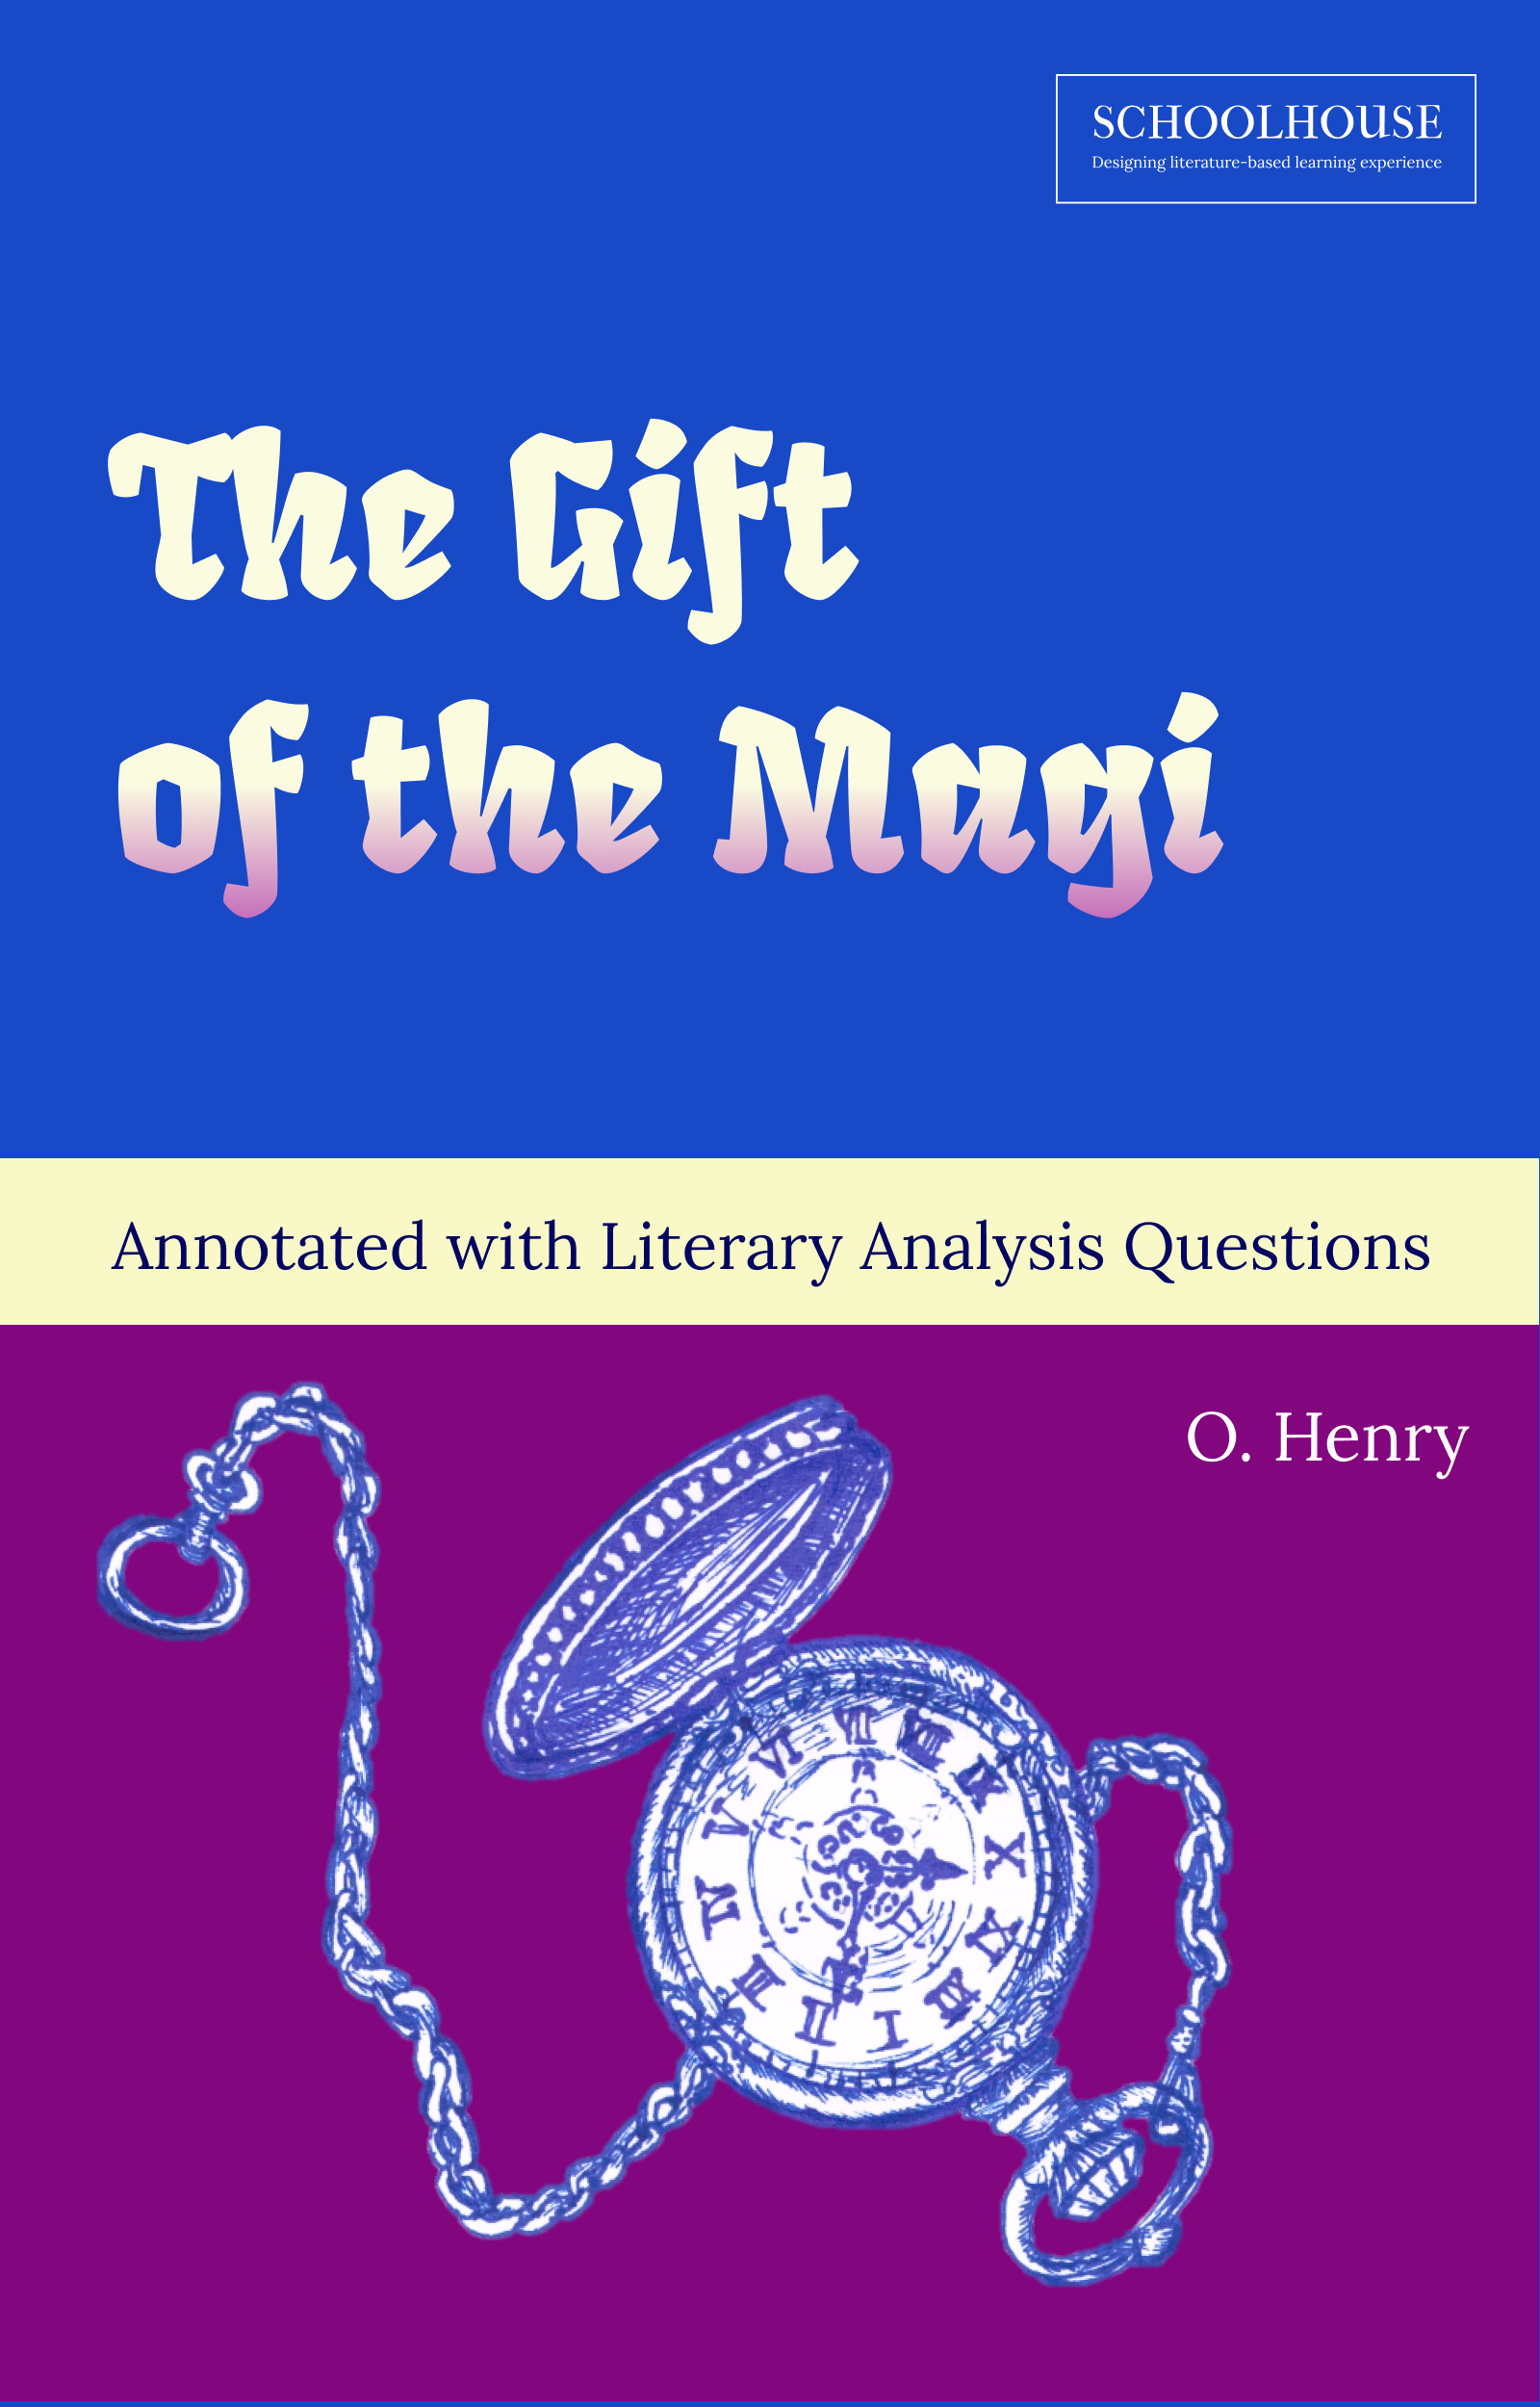 SCHOOLHOUSE
Designing literature-based learning experience
The Gift
of the Magi
Annotated with Literary Analysis Questions
O. Henry